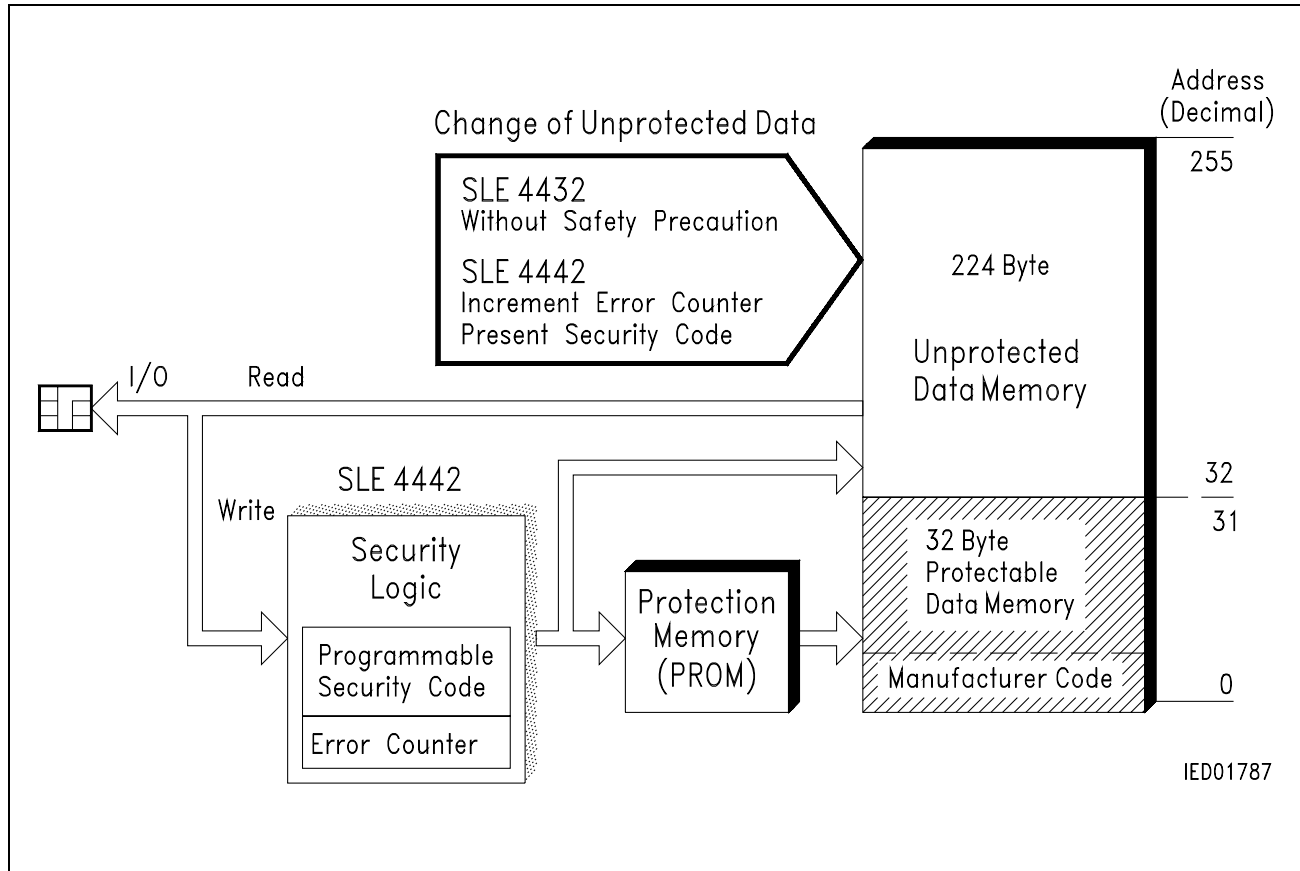 Address
(Decimal)
Change of Unprotected Data
255
SLE 4432
Without Safety Precaution
SLE 4442
Increment Error Counter
Present Security Code
224 Byte
Unprotected
Data Memory
I/O
Read
32
31
SLE 4442
Write
Security
Logic
Programmable
Security Code
Error Counter
Protection
Memory
(PROM)
32 Byte
Protectable
Data Memory
Manufacturer Code
0
IED01787